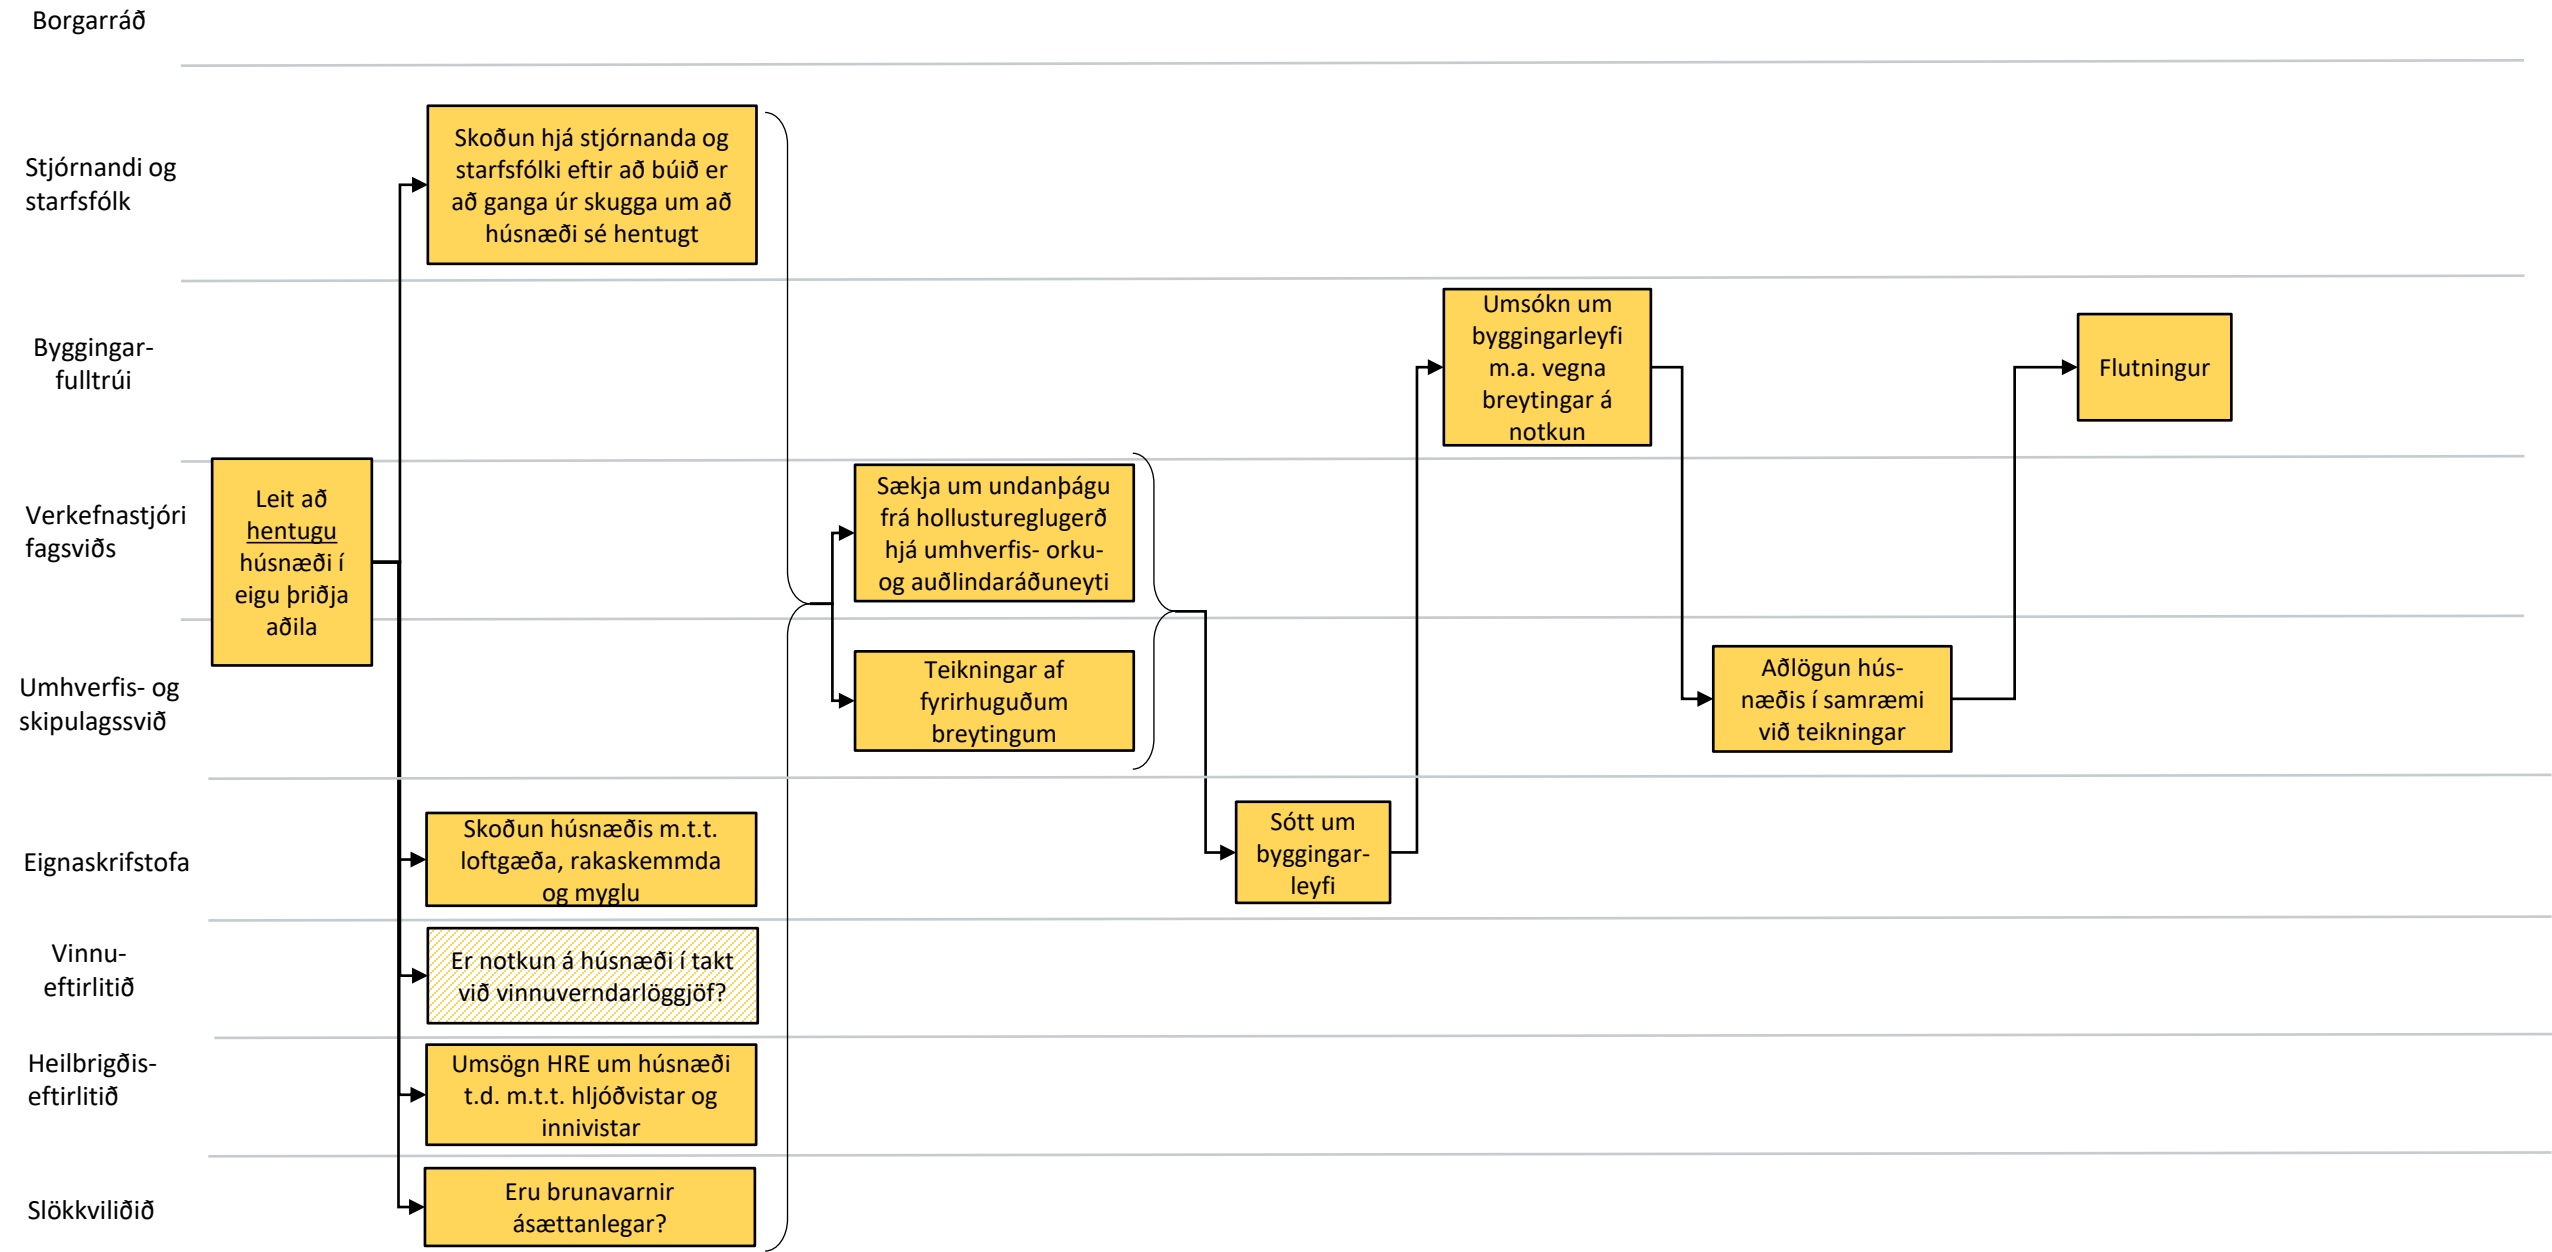 Borgarráð
Stjórnandi og
starfsfólk
Skoðun hjá stjórnanda og
starfsfólki eftir að búið er
að ganga úr skugga um að
húsnæði sé hentugt
Byggingar-
fulltrúi
Umsókn um
byggingarleyfi
m.a. vegna
breytingar á
notkun
Flutningur
Verkefnastjóri
fagsviðs
Leit að
hentugu
húsnæði í
eigu þriðja
aðila
Sækja um undanþágu
frá hollustureglugerð
hjá umhverfis- orku-
og auðlindaráðuneyti
Umhverfis- og
skipulagssvið
Teikningar af
fyrirhuguðum
breytingum
Aðlögun hús-
næðis í samræmi
við teikningar
Eignaskrifstofa
Skoðun húsnæðis m.t.t.
loftgæða, rakaskemmda
og myglu
Sótt um
byggingar-
leyfi
Vinnu-
eftirlitið
Er notkun á húsnæði í takt
við vinnuverndarlöggjöf?
Heilbrigðis-
eftirlitið
Umsögn HRE um húsnæði
t.d. m.t.t. hljóðvistar og
innivistar
Slökkviliðið
Eru brunavarnir
ásættanlegar?